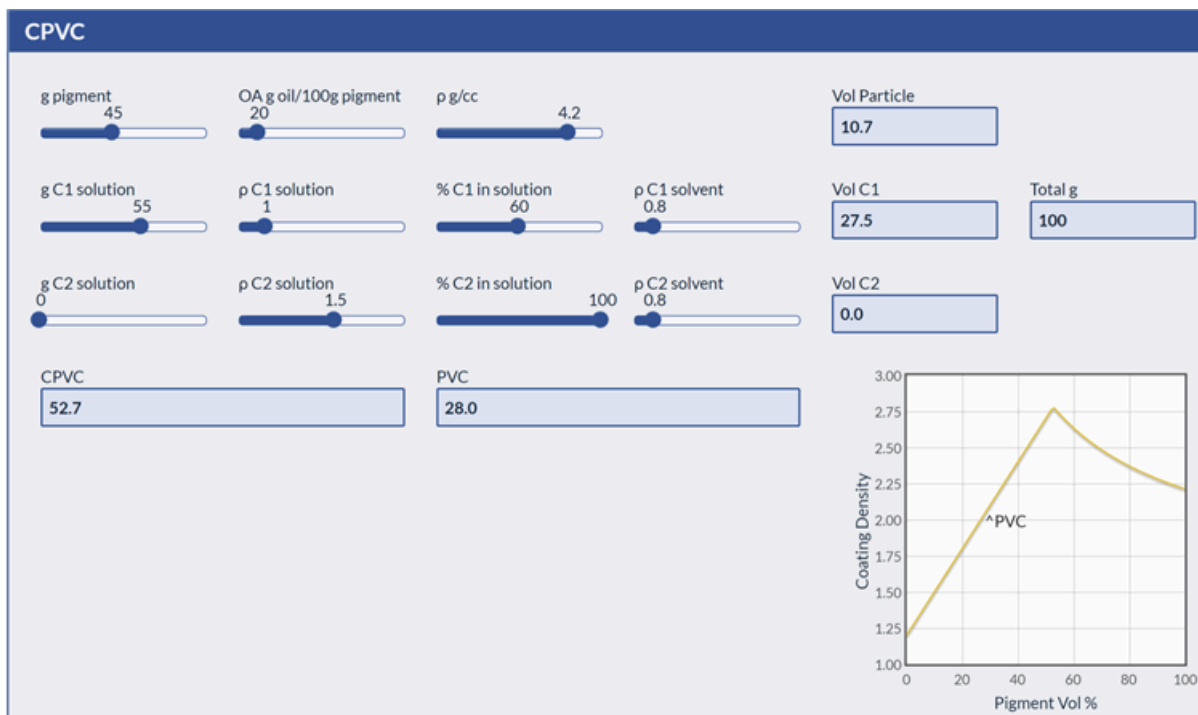 CPVC
g pigment OA g oil/100g pigment ρ g/cc Vol Particle
45 20 4.2
10.7
g C1 solution ρ C1 solution % C1 in solution ρ C1 solvent Vol C1 Total g
55 1 60 0.8
27.5 100
g C2 solution ρ C2 solution % C2 in solution ρ C2 solvent Vol C2
0 1.5 100 0.8
0.0
CPVC PVC
52.7 28.0
3.00
2.75
2.50
2.25
2.00
1.75
1.50
1.25
1.00
Coating Density
^PVC
0 20 40 60 80 100
Pigment Vol %